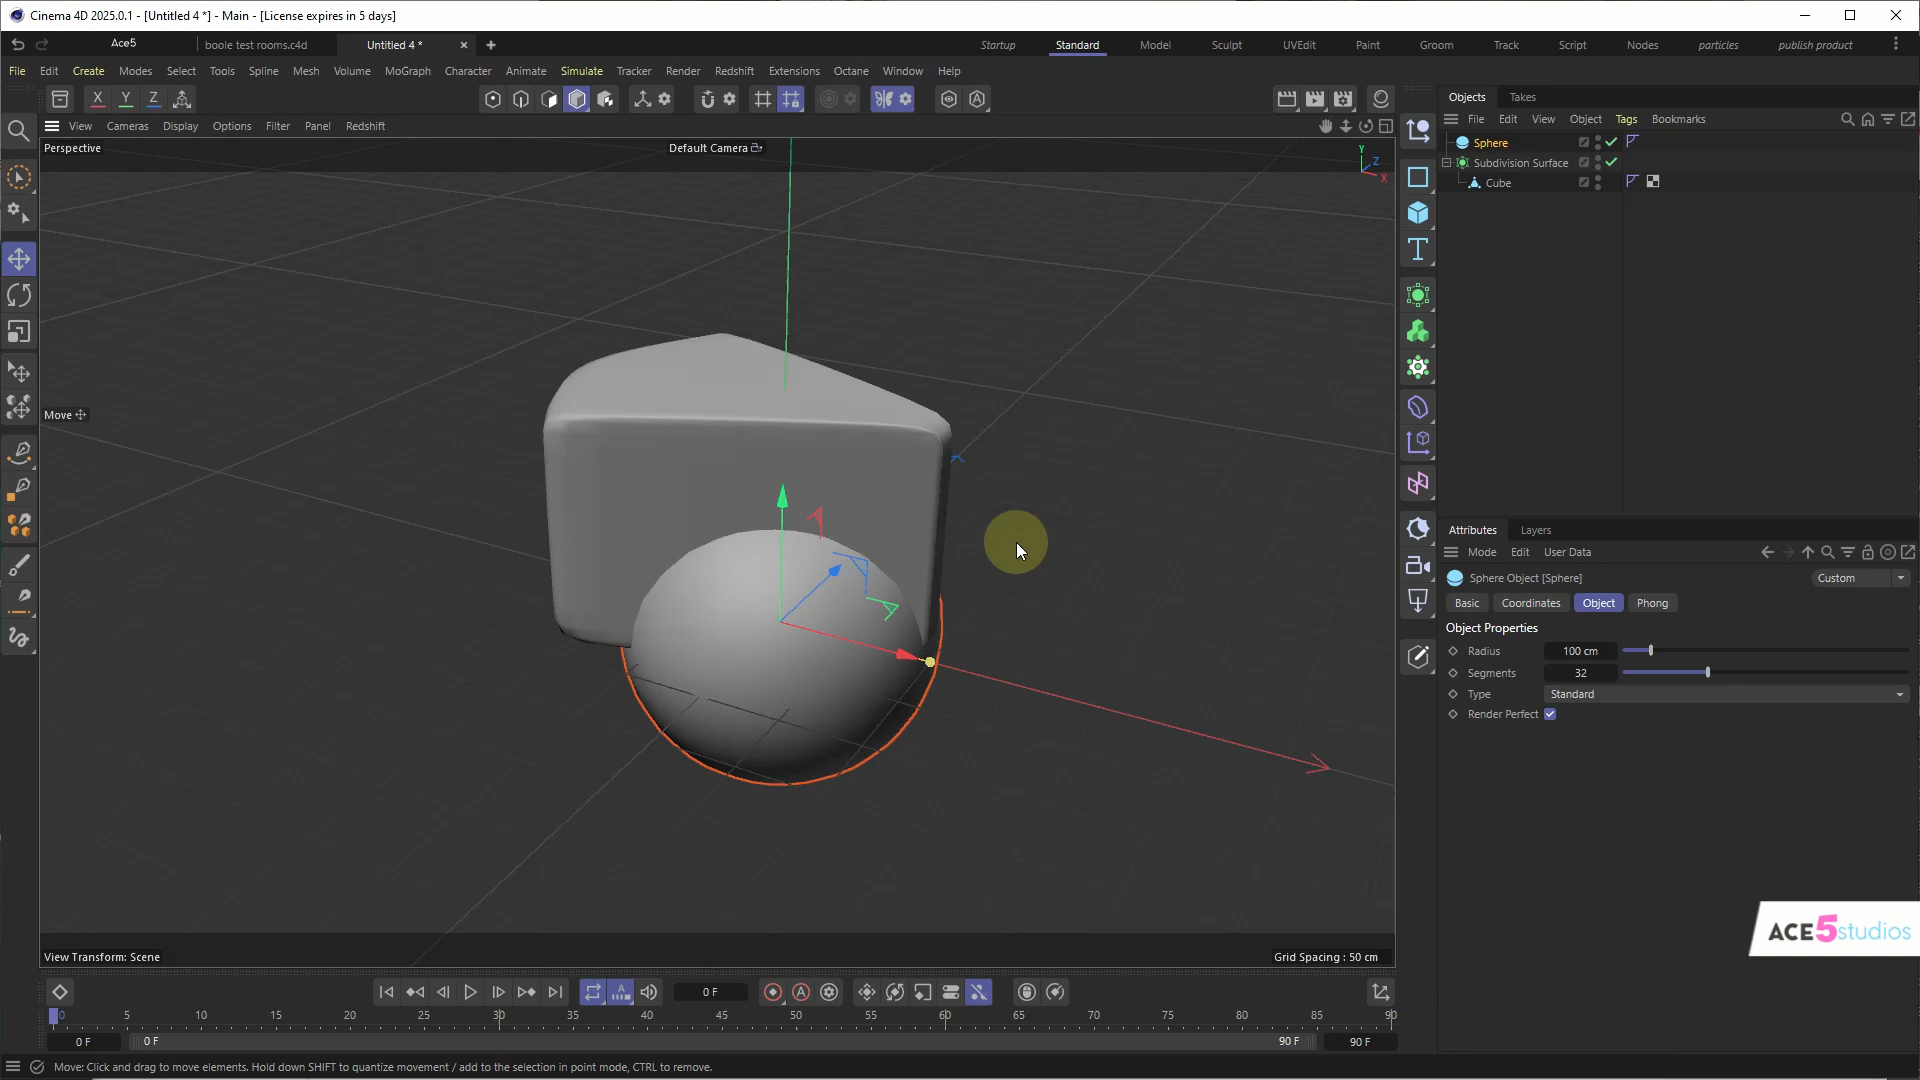 Cinema 4D 2025.0.1 - [Untitled 4 *] - Main - [License expires in 5 days]
Ace5
boole test rooms.c4d
Untitled 4 *
Startup
Standard
Model
Sculpt
UVEdit
Paint
Groom
Track
Script
Nodes
particles
publish product
File Edit Create Modes Select Tools Spline Mesh Volume MoGraph Character Animate Simulate Tracker Render Redshift Extensions Octane Window Help
X Y Z
Objects Takes
View Cameras Display Options Filter Panel Redshift
File Edit View Object Tags Bookmarks
Perspective
Default Camera
Y
Z
X
Sphere
Subdivision Surface
Cube
Move
Attributes Layers
Mode Edit User Data
Sphere Object [Sphere]
Custom
Basic Coordinates Object Phong
Object Properties
Radius 100 cm
Segments 32
Type Standard
Render Perfect
ACE5studios
View Transform: Scene
Grid Spacing : 50 cm
0 F
0 5 10 15 20 25 30 35 40 45 50 55 60 65 70 75 80 85 90
0 F 0 F 90 F 90 F
Move: Click and drag to move elements. Hold down SHIFT to quantize movement / add to the selection in point mode, CTRL to remove.